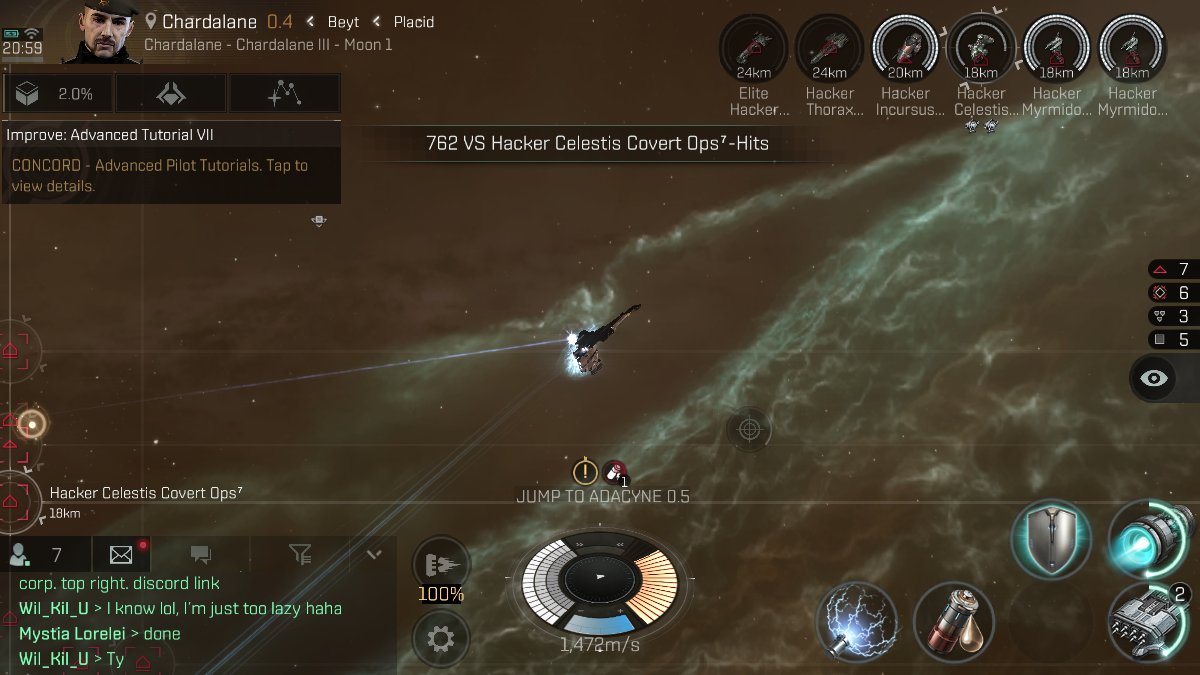 20:59
Chardalane 0.4 < Beyt < Placid
Chardalane - Chardalane III - Moon 1
2.0%
Improve: Advanced Tutorial VII
CONCORD - Advanced Pilot Tutorials. Tap to
view details.
24km
24km
20km
18km
18km
18km
Elite
Hacker...
Hacker
Thorax...
Hacker
Incursus...
Hacker
Celestis...
Hacker
Myrmido...
Hacker
Myrmido...
762 VS Hacker Celestis Covert Ops⁷-Hits
7
6
3
5
Hacker Celestis Covert Ops⁷
18km
1
JUMP TO ADACYNE 0.5
7
corp. top right. discord link
Wil_Kil_U > I know lol, I'm just too lazy haha
Mystia Lorelei > done
Wil_Kil_U > Ty
100%
1,472m/s
2